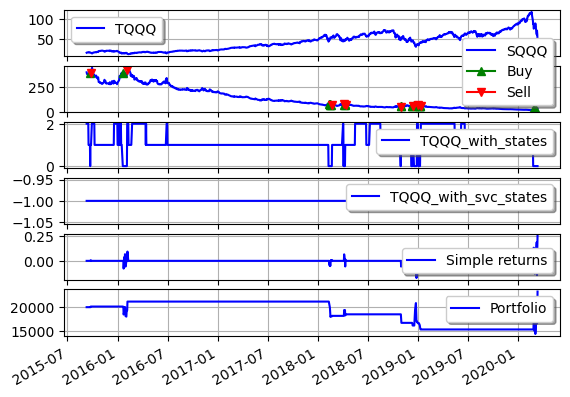 100
50
TQQQ
SQQQ
Buy
Sell
250
0
2
0
TQQQ_with_states
−0.95
−1.00
−1.05
TQQQ_with_svc_states
0.25
0.00
Simple returns
20000
15000
Portfolio
2015-07
2016-01
2016-07
2017-01
2017-07
2018-01
2018-07
2019-01
2019-07
2020-01